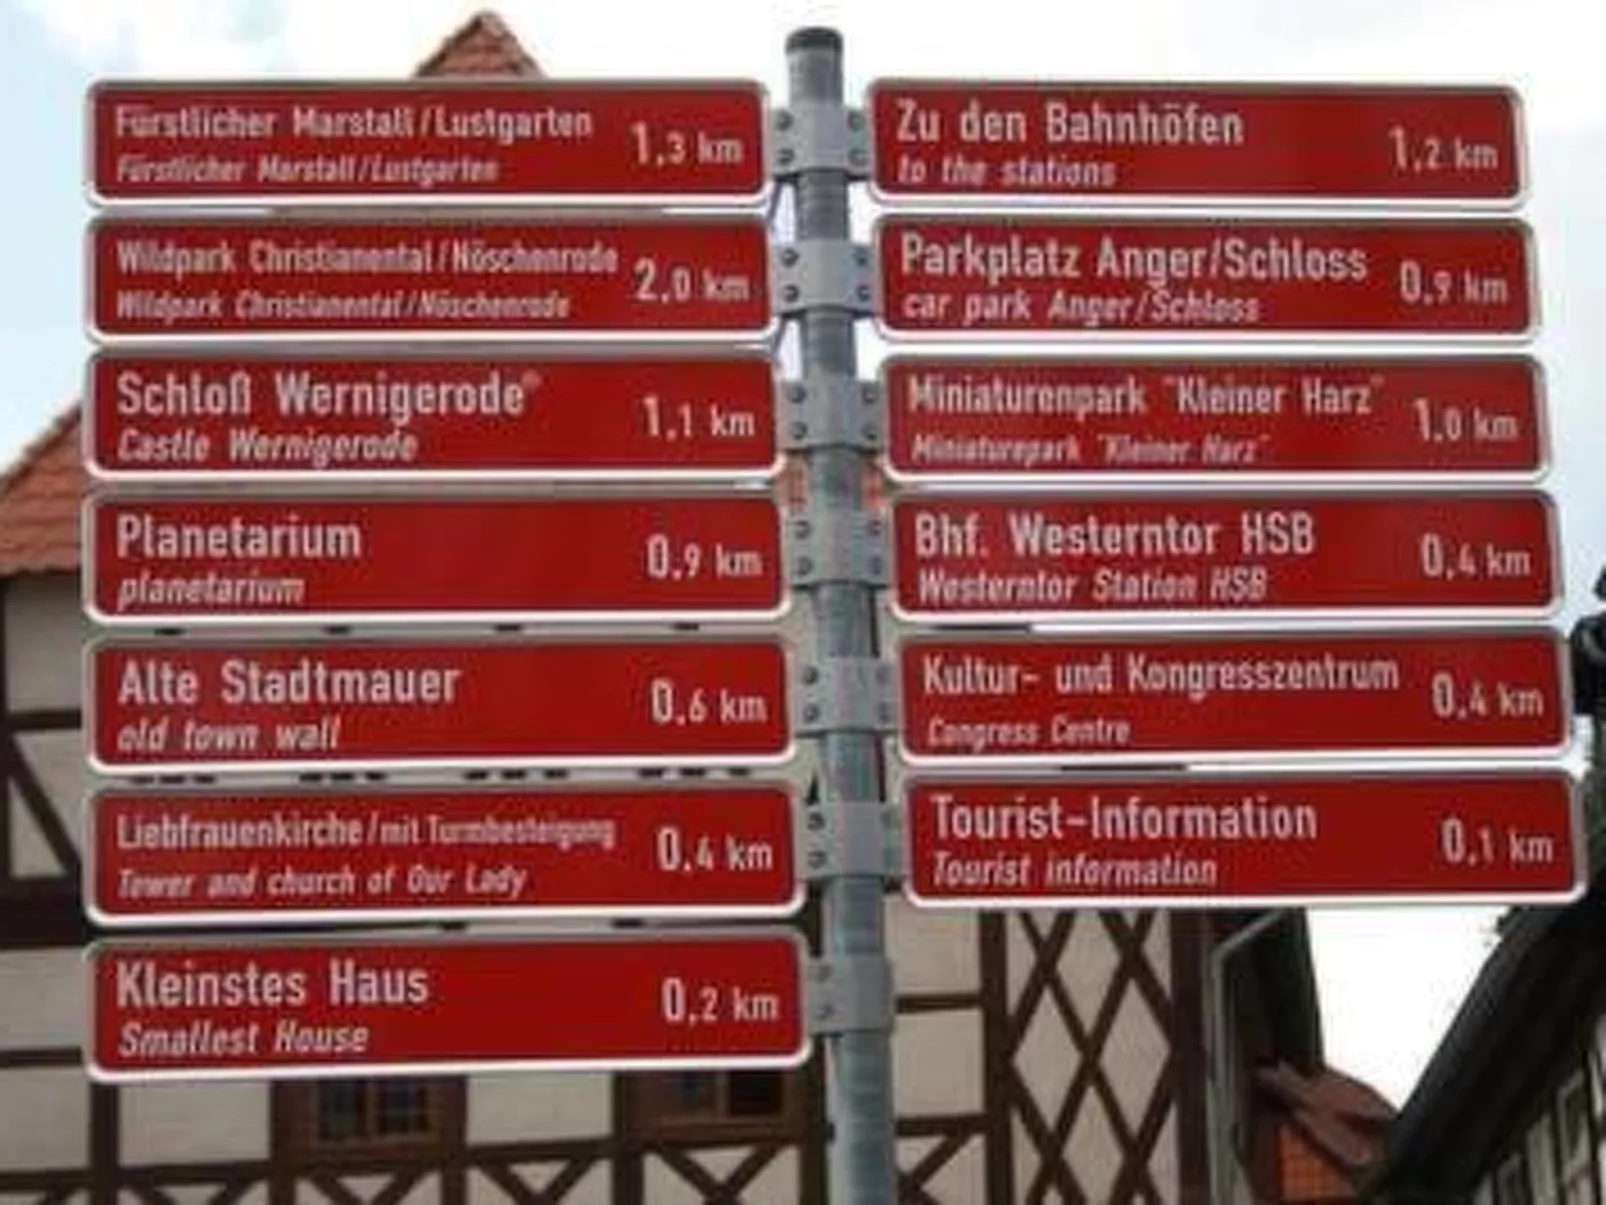 Fürstlicher Marstall/Lustgarten 1,3 km
Fürstlicher Marstall/Lustgarten
Wildpark Christianental/Nöschenrode 2,0 km
Wildpark Christianental/Nöschenrode
Schloß Wernigerode® 1,1 km
Castle Wernigerode
Planetarium 0,9 km
planetarium
Alte Stadtmauer 0,6 km
old town wall
Liebfrauenkirche/mit Turmbesteigung 0,4 km
Tower and church of Our Lady
Kleinstes Haus 0,2 km
Smallest House
Zu den Bahnhöfen 1,2 km
to the stations
Parkplatz Anger/Schloss 0,9 km
car park Anger/Schloss
Miniaturenpark "Kleiner Harz" 1,0 km
Miniaturepark "Kleiner Harz"
Bhf. Westerntor HSB 0,4 km
Westerntor Station HSB
Kultur- und Kongresszentrum 0,4 km
Congress Centre
Tourist-Information 0,1 km
Tourist information